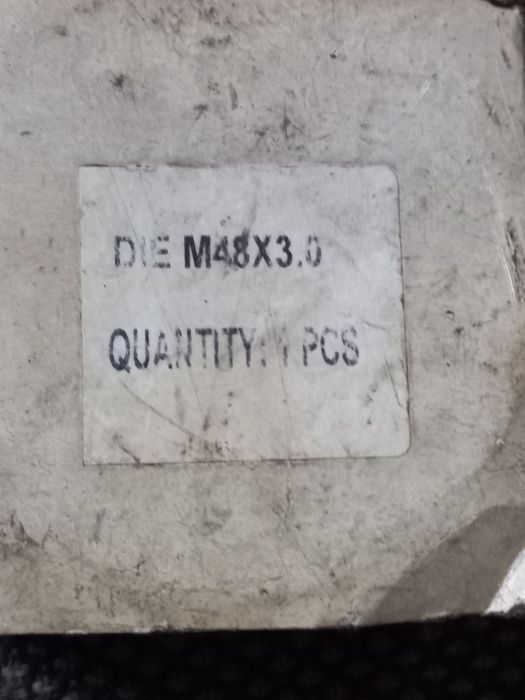 DIE M48X3.0
QUANTITY: 1 PCS